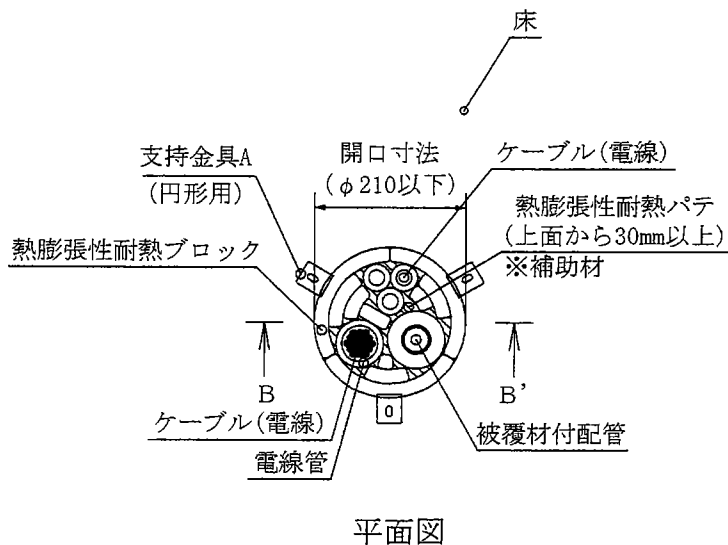 床
支持金具A
(円形用)
開口寸法
(φ210以下)
ケーブル(電線)
熱膨張性耐熱パテ
(上面から30mm以上)
※補助材
熱膨張性耐熱ブロック
B
B'
ケーブル(電線)
電線管
被覆材付配管
平面図